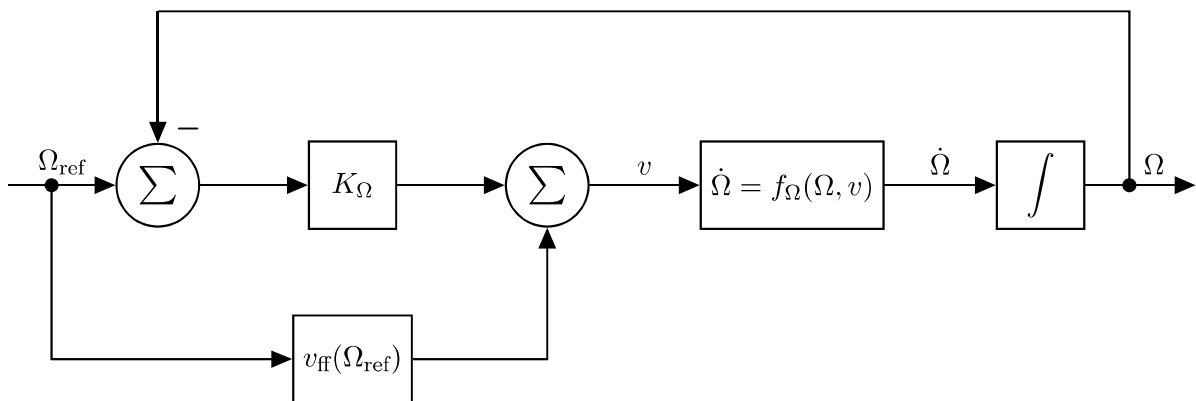 −
Ω_ref
∑
K_Ω
∑
v
Ω̇ = f_Ω(Ω, v)
Ω̇
∫
Ω
v_ff(Ω_ref)